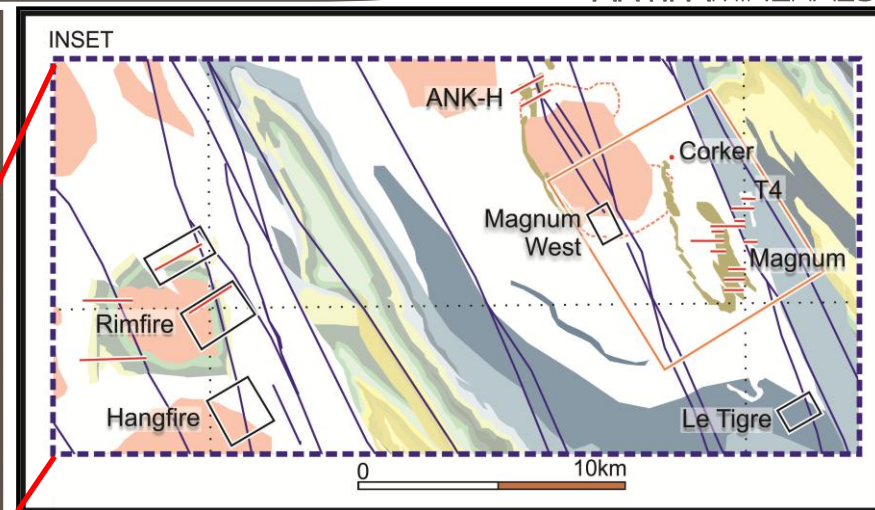 INSET
ANK-H
Corker
T4
Magnum
West
Magnum
Rimfire
Hangfire
Le Tigre
0 10km